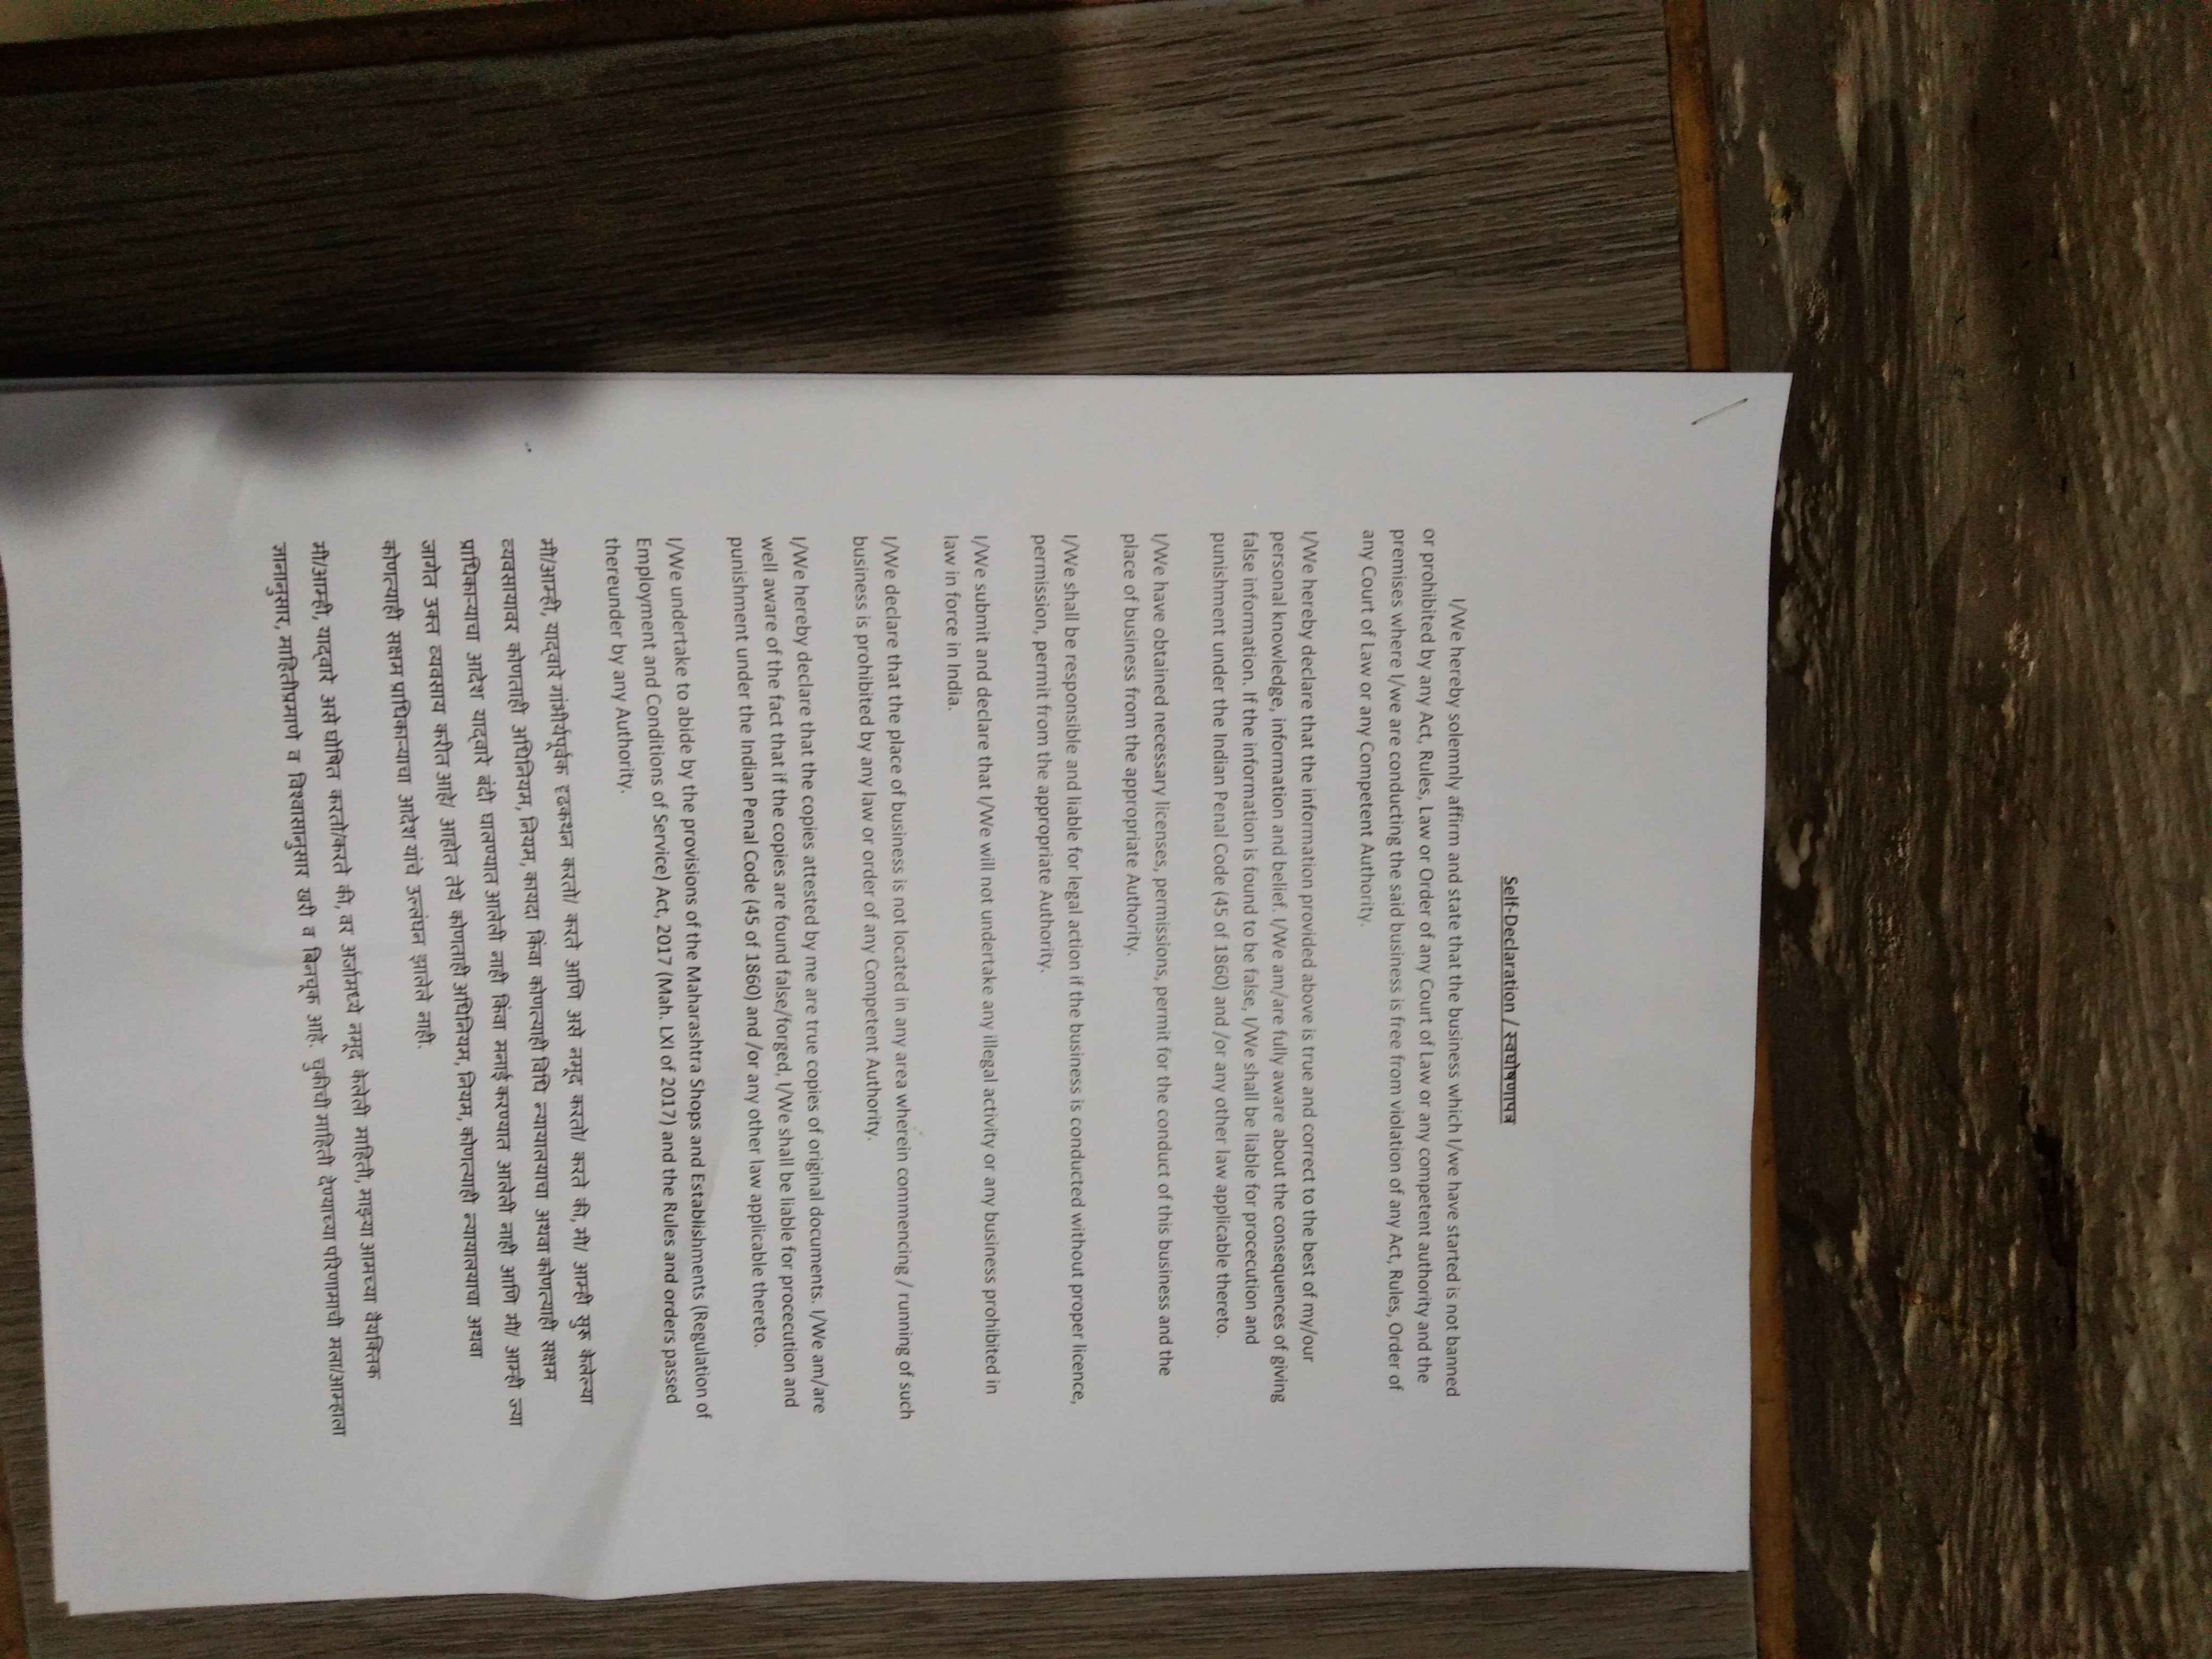 Self-Declaration / स्वघोषणापत्र
I/We hereby solemnly affirm and state that the business which I/we have started is not banned
or prohibited by any Act, Rules, Law or Order of any Court of Law or any competent authority and the
premises where I/we are conducting the said business is free from violation of any Act, Rules, Order of
any Court of Law or any Competent Authority.
I/We hereby declare that the information provided above is true and correct to the best of my/our
personal knowledge, information and belief. I/We am/are fully aware about the consequences of giving
false information. If the information is found to be false, I/We shall be liable for procecution and
punishment under the Indian Penal Code (45 of 1860) and /or any other law applicable thereto.
I/We have obtained necessary licenses, permissions, permit for the conduct of this business and the
place of business from the appropriate Authority.
I/We shall be responsible and liable for legal action if the business is conducted without proper licence,
permission, permit from the appropriate Authority.
I/We submit and declare that I/We will not undertake any illegal activity or any business prohibited in
law in force in India.
I/We declare that the place of business is not located in any area wherein commencing / running of such
business is prohibited by any law or order of any Competent Authority.
I/We hereby declare that the copies attested by me are true copies of original documents. I/We am/are
well aware of the fact that if the copies are found false/forged, I/We shall be liable for procecution and
punishment under the Indian Penal Code (45 of 1860) and /or any other law applicable thereto.
I/We undertake to abide by the provisions of the Maharashtra Shops and Establishments (Regulation of
Employment and Conditions of Service) Act, 2017 (Mah. LXI of 2017) and the Rules and orders passed
thereunder by any Authority.
मी/आम्ही, याद्वारे गांभीर्यपूर्वक दृढकथन करतो/ करते आणि असे नमूद करतो/ करते की, मी/ आम्ही सुरू केलेल्या
व्यवसायावर कोणताही अधिनियम, नियम, कायदा किंवा कोणत्याही विधि न्यायालयाचा अथवा कोणत्याही सक्षम
प्राधिकाऱ्याचा आदेश याद्वारे बंदी घालण्यात आलेली नाही किंवा मनाई करण्यात आलेली नाही आणि मी/ आम्ही ज्या
जागेत उक्त व्यवसाय करीत आहे/ आहोत तेथे कोणताही अधिनियम, नियम, कोणत्याही न्यायालयाचा अथवा
कोणत्याही सक्षम प्राधिकाऱ्याचा आदेश यांचे उल्लंघन झालेले नाही.
मी/आम्ही, याद्वारे असे घोषित करतो/करते की, वर अर्जामध्ये नमूद केलेली माहिती, माझ्या आमच्या वैयक्तिक
ज्ञानानुसार, माहितीप्रमाणे व विश्वासानुसार खरी व बिनचूक आहे. चुकीची माहिती देण्याच्या परिणामाची मला/आम्हाला